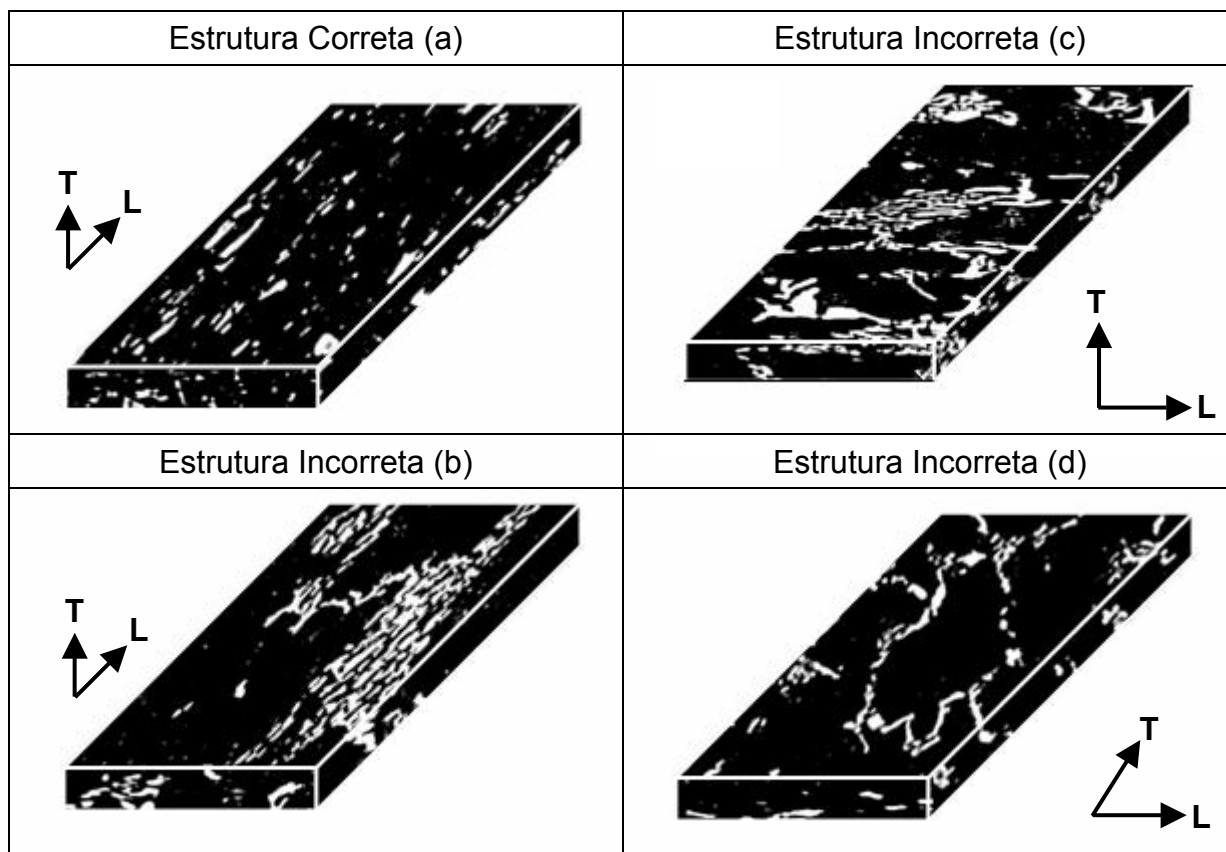 Estrutura Correta (a)
Estrutura Incorreta (c)
T
L
T
L
Estrutura Incorreta (b)
Estrutura Incorreta (d)
T
L
T
L